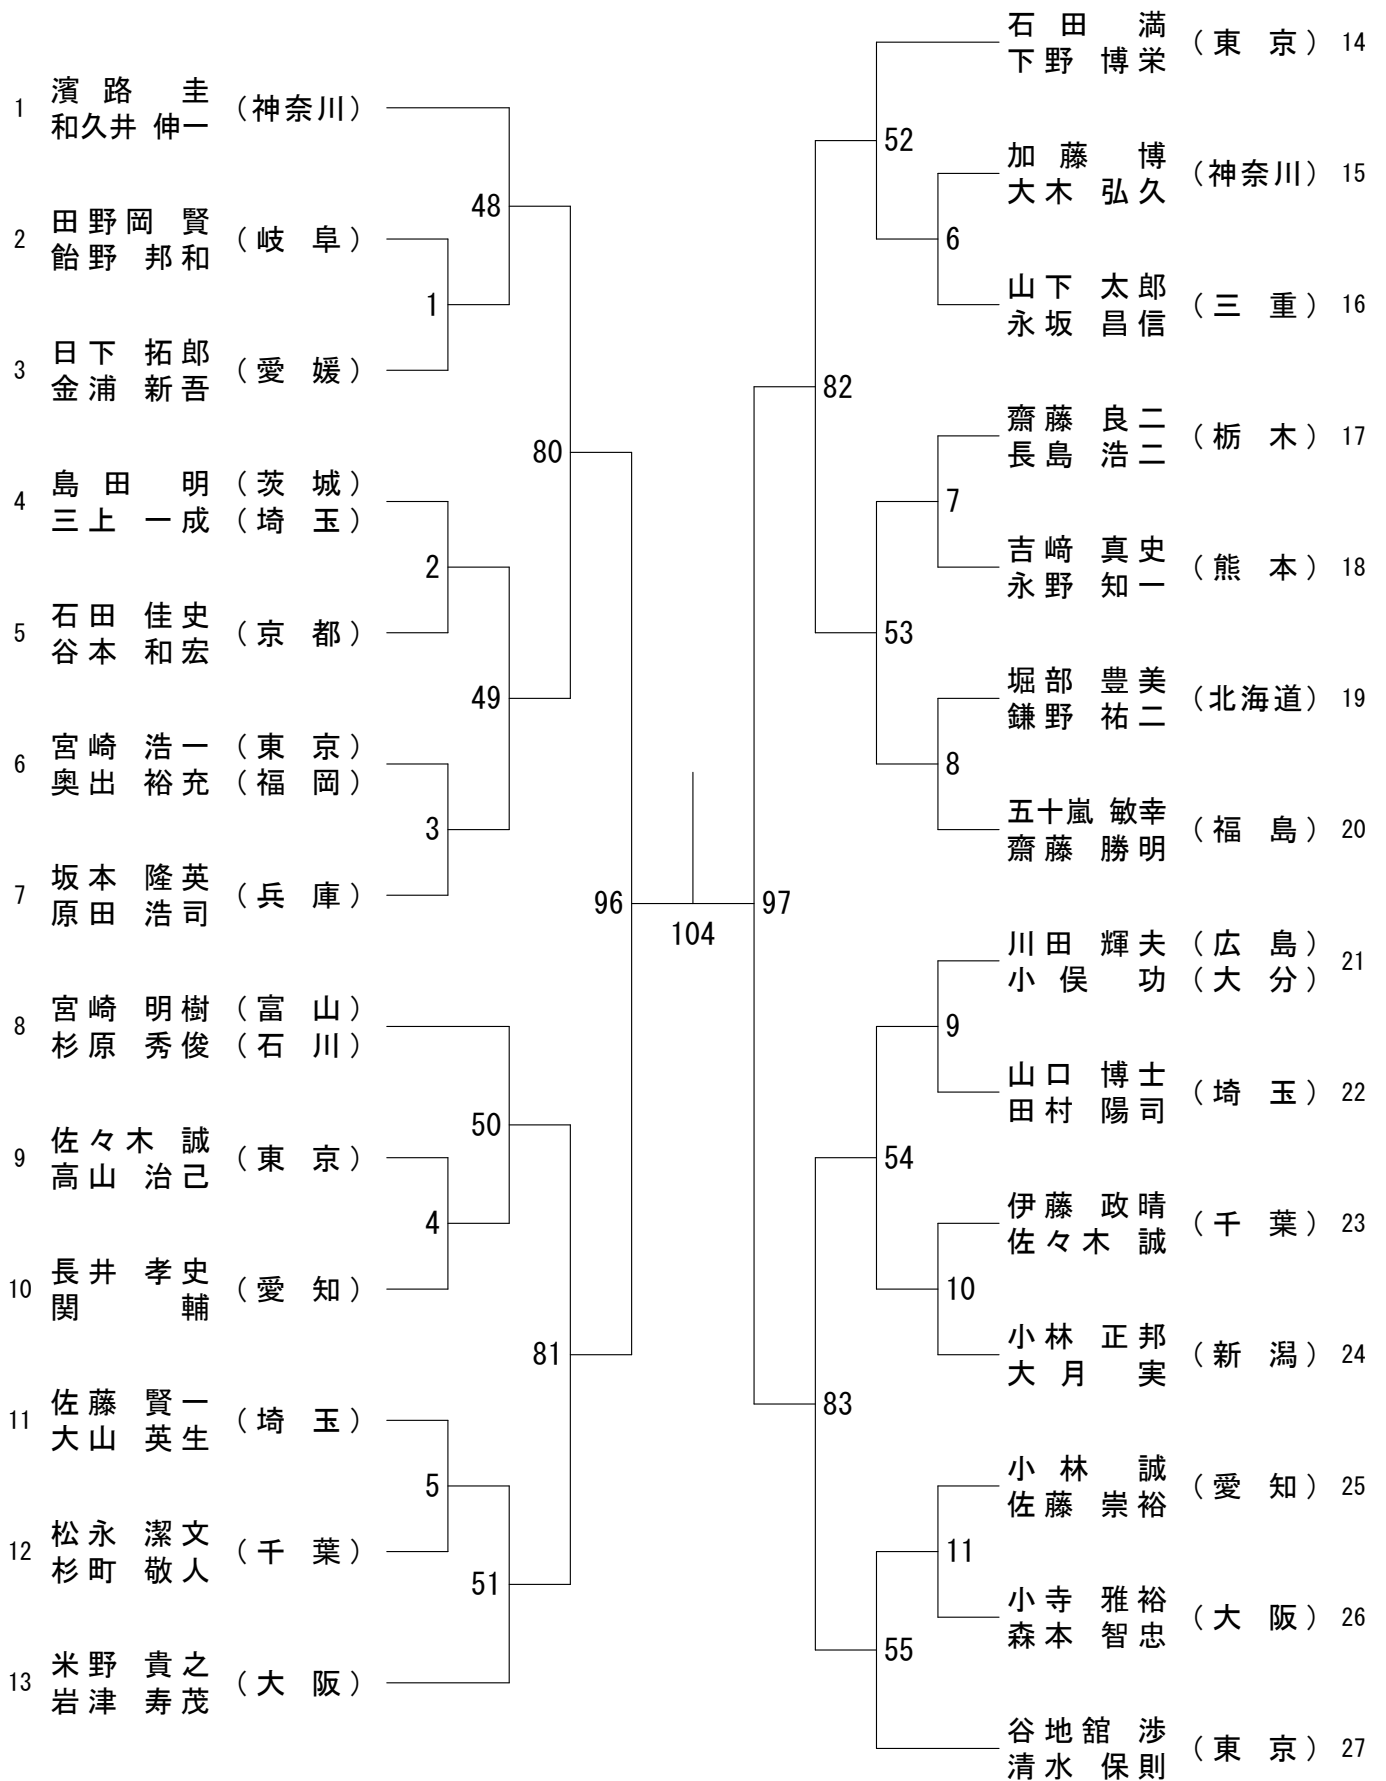 1 濱路 圭 (神奈川)
和久井 伸一
48
2 田野岡 賢 (岐阜)
飴野 邦和
1
3 日下 拓郎 (愛媛)
金浦 新吾
80
4 島田 明 (茨城)
三上 一成 (埼玉)
2
5 石田 佳史 (京都)
谷本 和宏
49
6 宮崎 浩一 (東京)
奥出 裕充 (福岡)
3
7 坂本 隆英 (兵庫)
原田 浩司
96
104
8 宮崎 明樹 (富山)
杉原 秀俊 (石川)
50
9 佐々木 誠 (東京)
高山 治己
4
10 長井 孝史 (愛知)
関 輔
81
11 佐藤 賢一 (埼玉)
大山 英生
5
12 松永 潔文 (千葉)
杉町 敬人
51
13 米野 貴之 (大阪)
岩津 寿茂
石田 満 (東京) 14
下野 博栄
52
加藤 博 (神奈川) 15
大木 弘久
6
山下 太郎 (三重) 16
永坂 昌信
82
齋藤 良二 (栃木) 17
長島 浩二
7
吉﨑 真史 (熊本) 18
永野 知一
53
堀部 豊美 (北海道) 19
鎌野 祐二
8
五十嵐 敏幸 (福島) 20
齋藤 勝明
97
川田 輝夫 (広島) 21
小俣 功 (大分)
9
山口 博士 (埼玉) 22
田村 陽司
54
伊藤 政晴 (千葉) 23
佐々木 誠
10
小林 正邦 (新潟) 24
大月 実
83
小林 誠 (愛知) 25
佐藤 崇裕
11
小寺 雅裕 (大阪) 26
森本 智忠
55
谷地舘 渉 (東京) 27
清水 保則